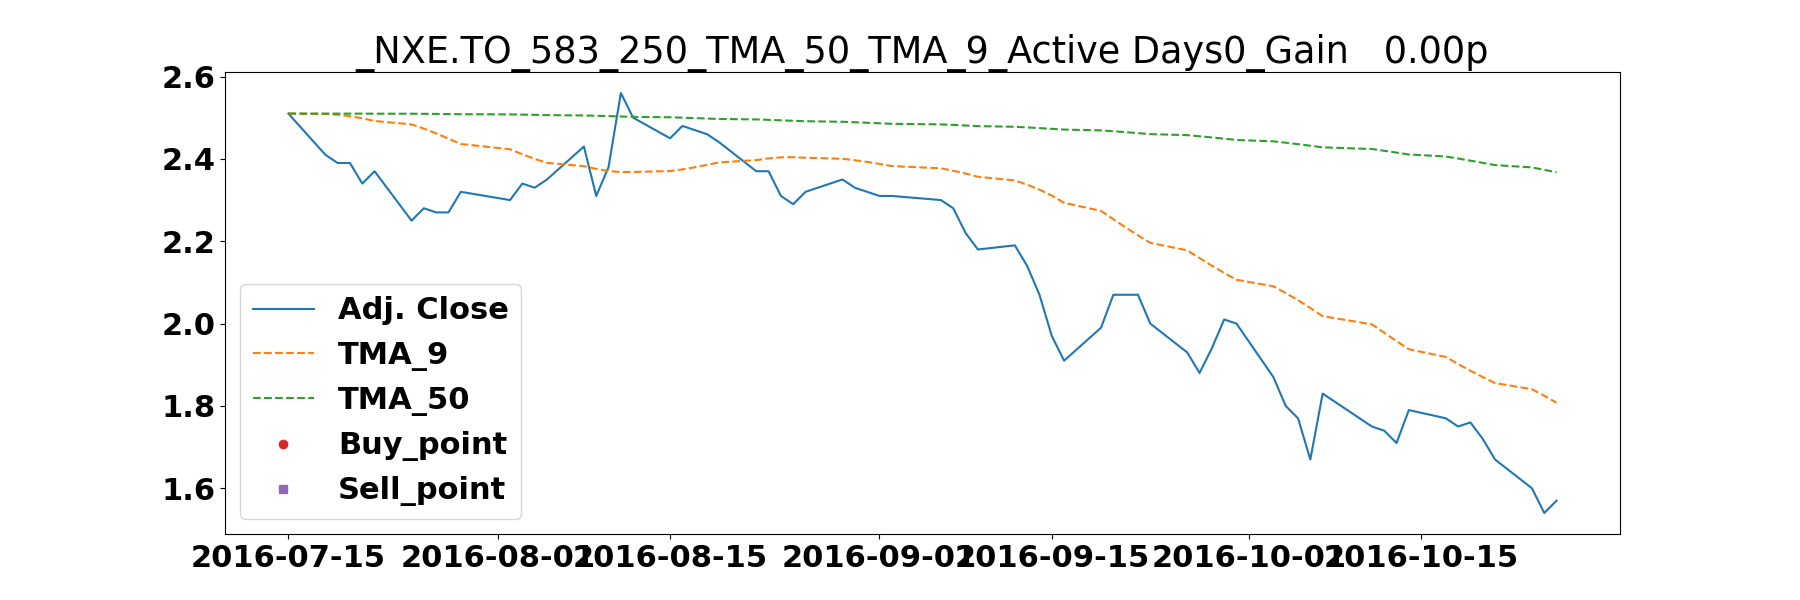 _NXE.TO_583_250_TMA_50_TMA_9_Active Days0_Gain   0.00p
2.6
2.4
2.2
2.0
1.8
1.6
Adj. Close
TMA_9
TMA_50
Buy_point
Sell_point
2016-07-15 2016-08-01 2016-08-15 2016-09-01 2016-09-15 2016-10-01 2016-10-15